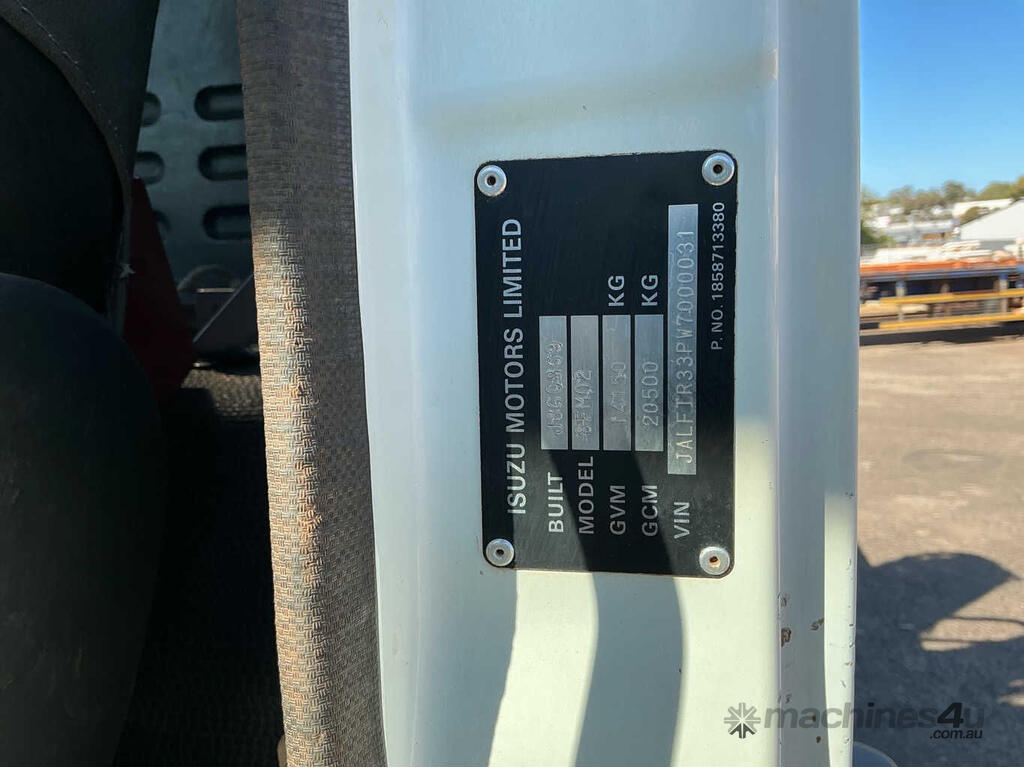 ISUZU MOTORS LIMITED
BUILT
MODEL
GVM KG
GCM 20500 KG
VIN JALFTR33PW7000031
P. NO. 1858713380
machines4u
.com.au